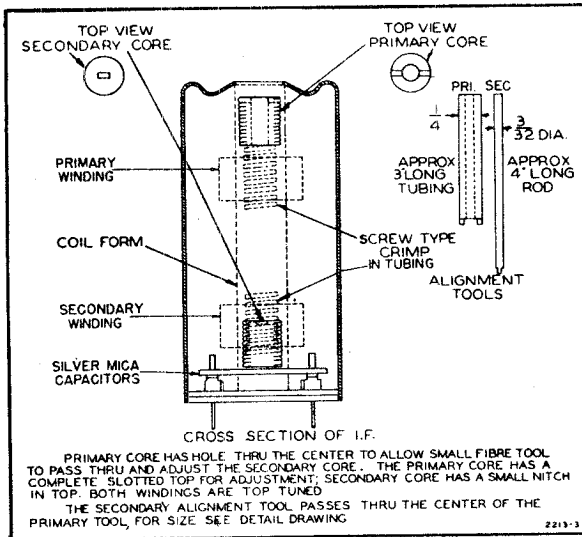 TOP VIEW
SECONDARY CORE
TOP VIEW
PRIMARY CORE
PRI. SEC
1/4
3/32 DIA.
PRIMARY
WINDING
APPROX
3" LONG
TUBING
APPROX
4" LONG
ROD
COIL FORM
SCREW TYPE
CRIMP
IN TUBING
ALIGNMENT
TOOLS
SECONDARY
WINDING
SILVER MICA
CAPACITORS
CROSS SECTION OF I.F.
PRIMARY CORE HAS HOLE THRU THE CENTER TO ALLOW SMALL FIBRE TOOL
TO PASS THRU AND ADJUST THE SECONDARY CORE. THE PRIMARY CORE HAS A
COMPLETE SLOTTED TOP FOR ADJUSTMENT; SECONDARY CORE HAS A SMALL NITCH
IN TOP. BOTH WINDINGS ARE TOP TUNED
THE SECONDARY ALIGNMENT TOOL PASSES THRU THE CENTER OF THE
PRIMARY TOOL, FOR SIZE SEE DETAIL DRAWING
2213-3